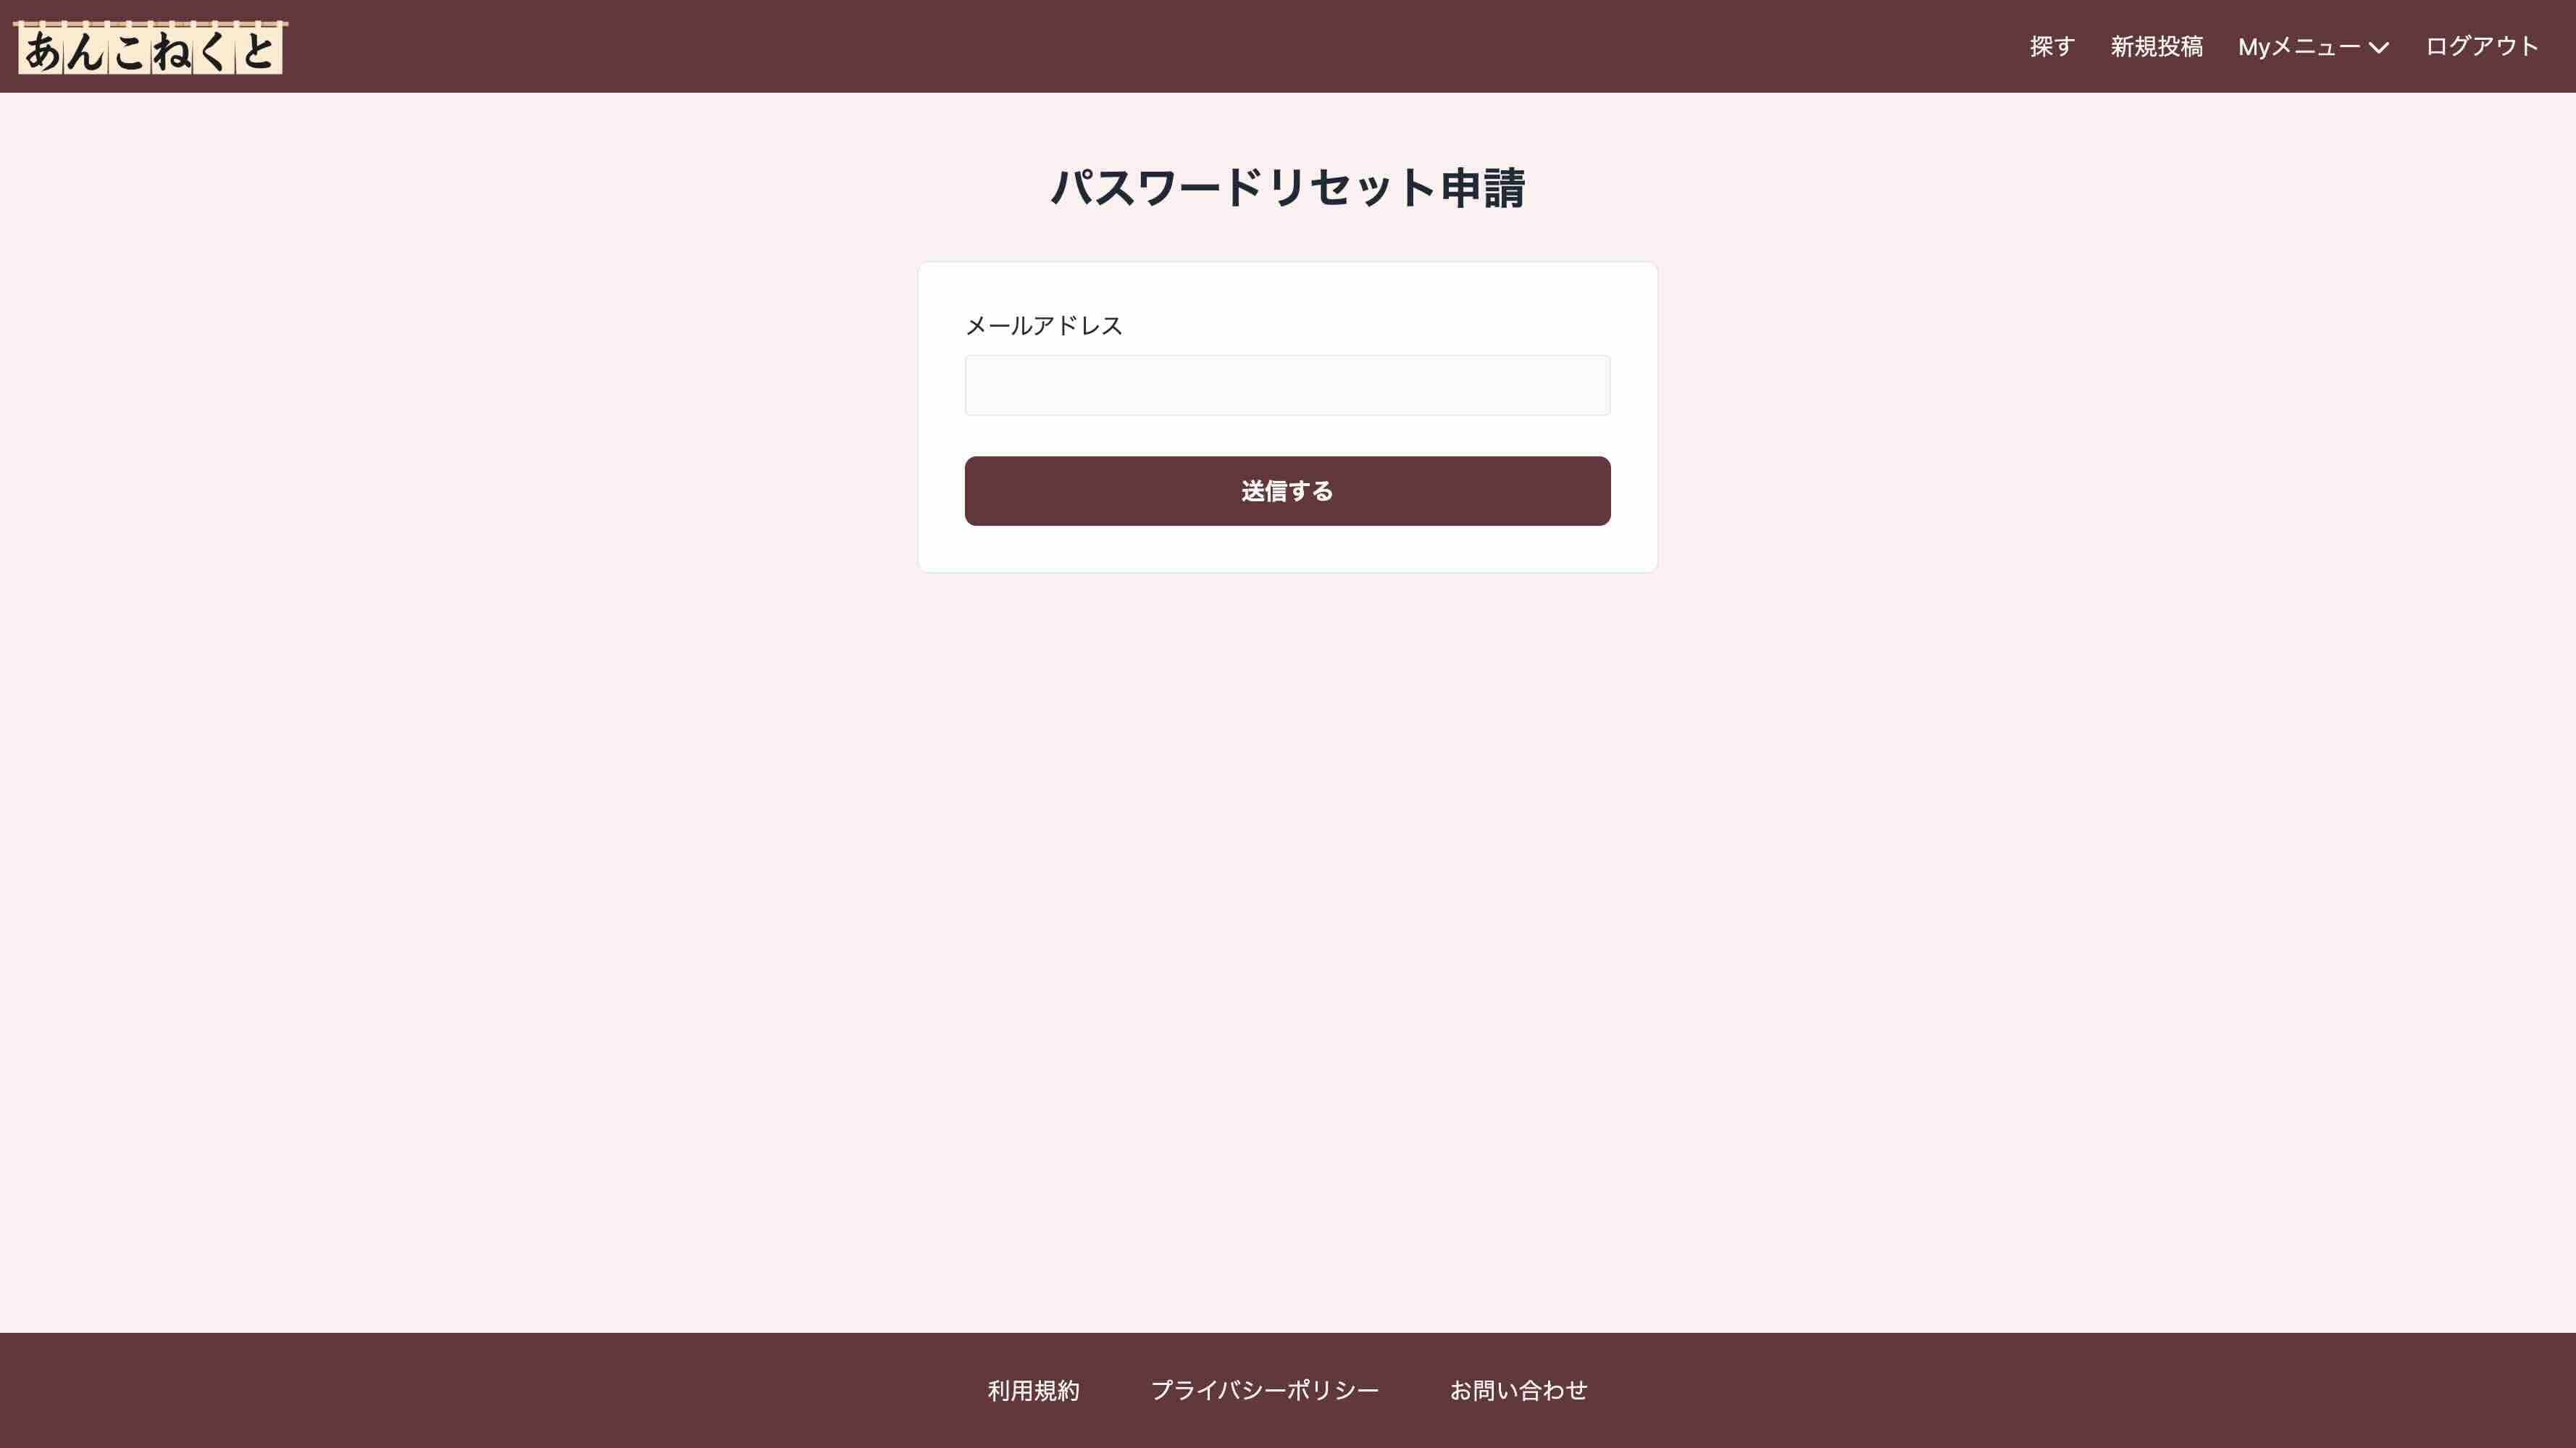 あんこねくと
探す 新規投稿 Myメニュー ログアウト
パスワードリセット申請
メールアドレス
送信する
利用規約 プライバシーポリシー お問い合わせ